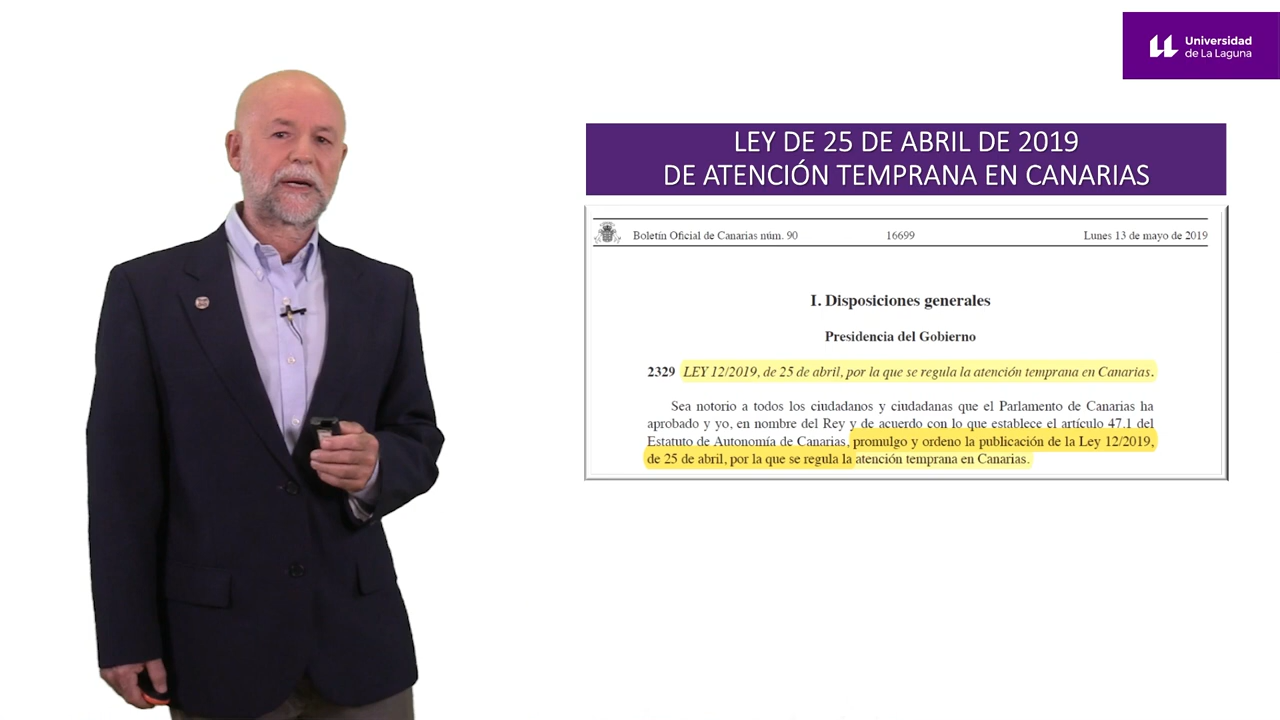 Universidad
de La Laguna
LEY DE 25 DE ABRIL DE 2019
DE ATENCIÓN TEMPRANA EN CANARIAS
Boletín Oficial de Canarias núm. 90 16699 Lunes 13 de mayo de 2019
I. Disposiciones generales
Presidencia del Gobierno
2329 LEY 12/2019, de 25 de abril, por la que se regula la atención temprana en Canarias.
Sea notorio a todos los ciudadanos y ciudadanas que el Parlamento de Canarias ha
aprobado y yo, en nombre del Rey y de acuerdo con lo que establece el artículo 47.1 del
Estatuto de Autonomía de Canarias, promulgo y ordeno la publicación de la Ley 12/2019,
de 25 de abril, por la que se regula la atención temprana en Canarias.